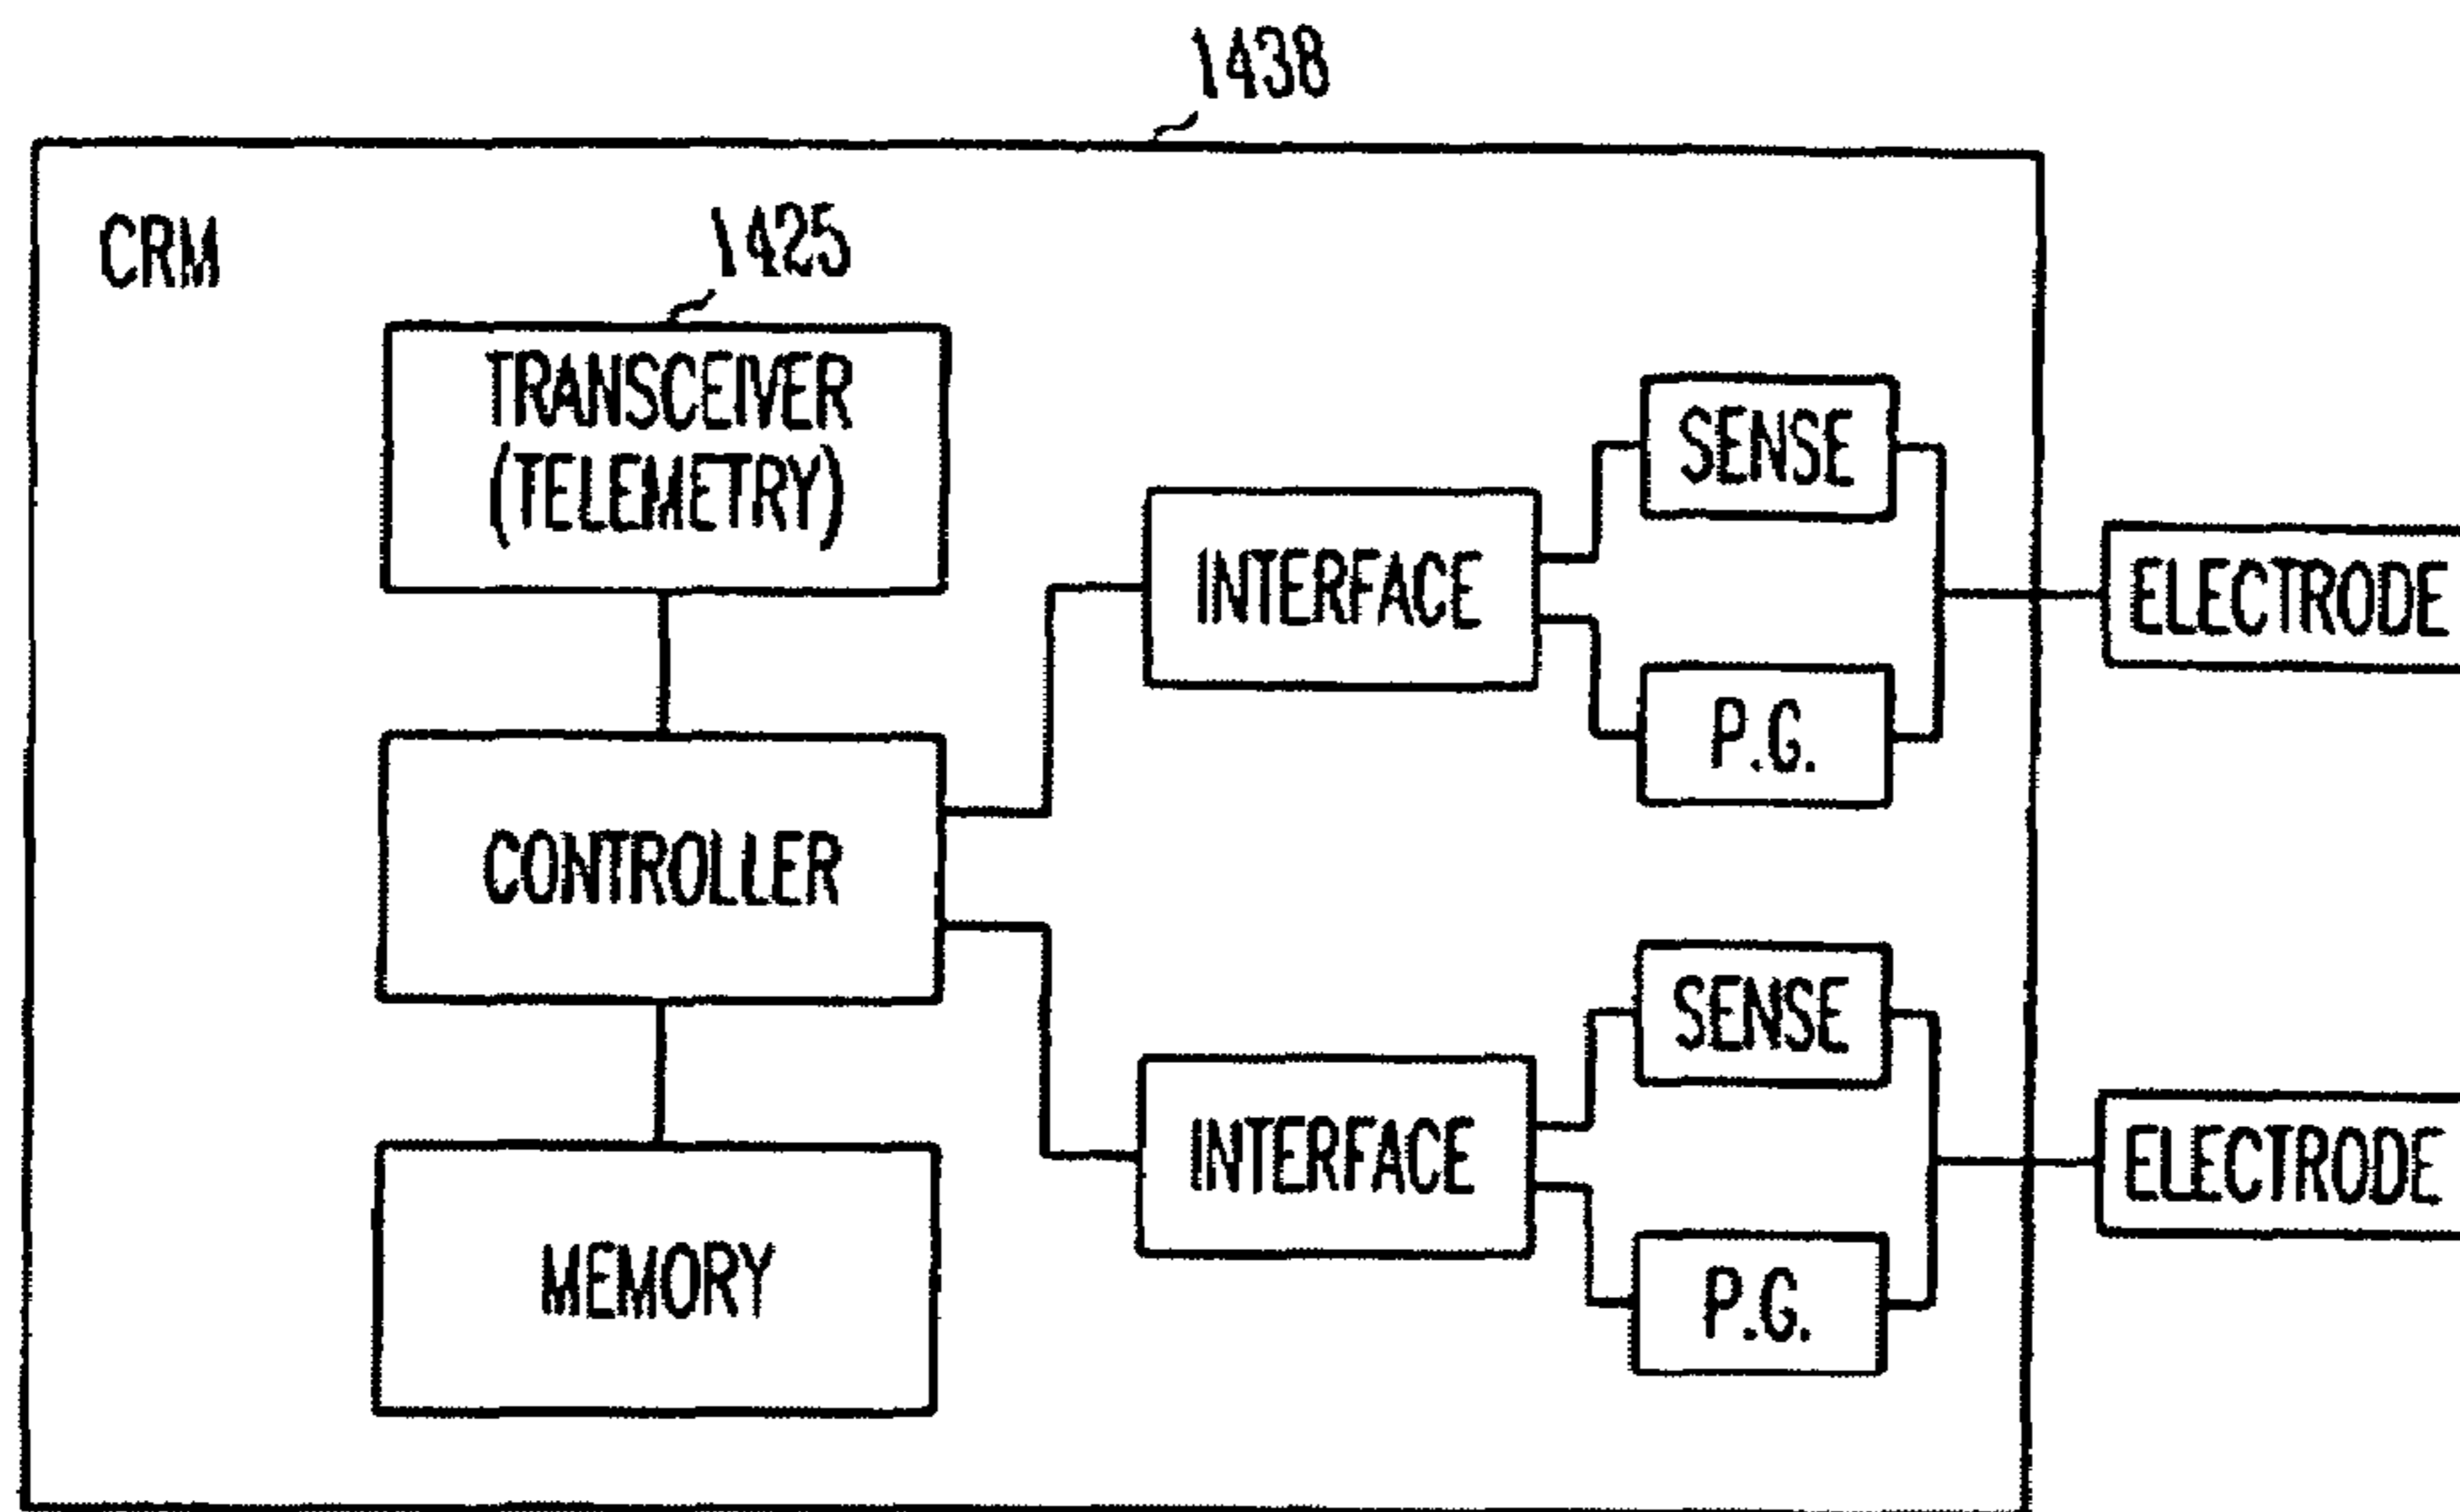 1438
CRM
1425
TRANSCEIVER
(TELEMETRY)
SENSE
INTERFACE
ELECTRODE
P.G.
CONTROLLER
SENSE
INTERFACE
ELECTRODE
P.G.
MEMORY